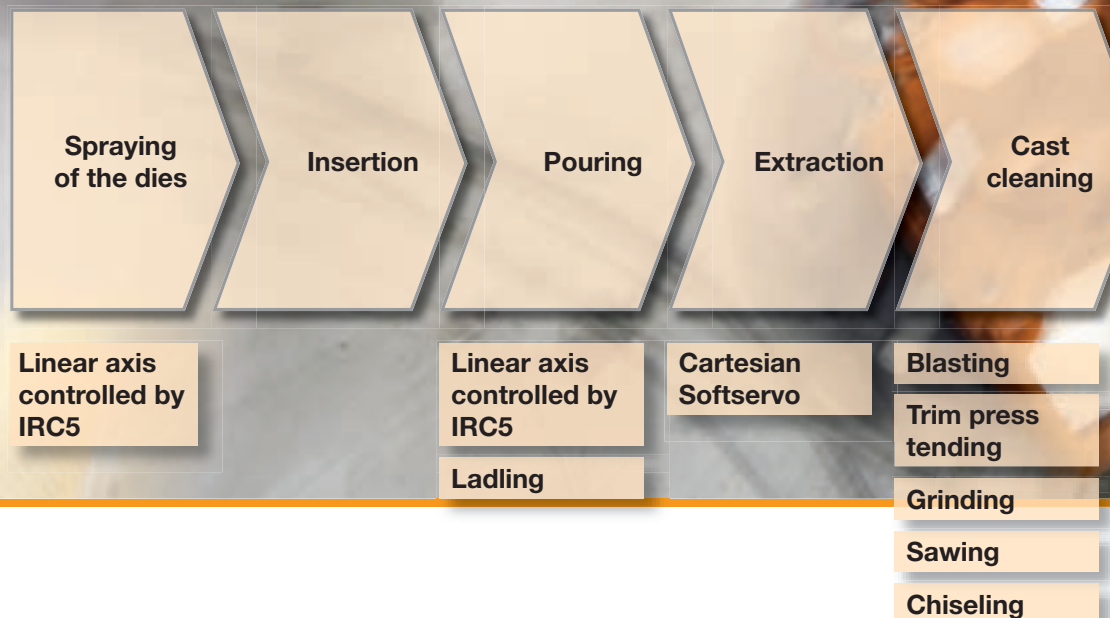 Spraying
of the dies
Insertion
Pouring
Extraction
Cast
cleaning
Linear axis
controlled by
IRC5
Linear axis
controlled by
IRC5
Ladling
Cartesian
Softservo
Blasting
Trim press
tending
Grinding
Sawing
Chiseling